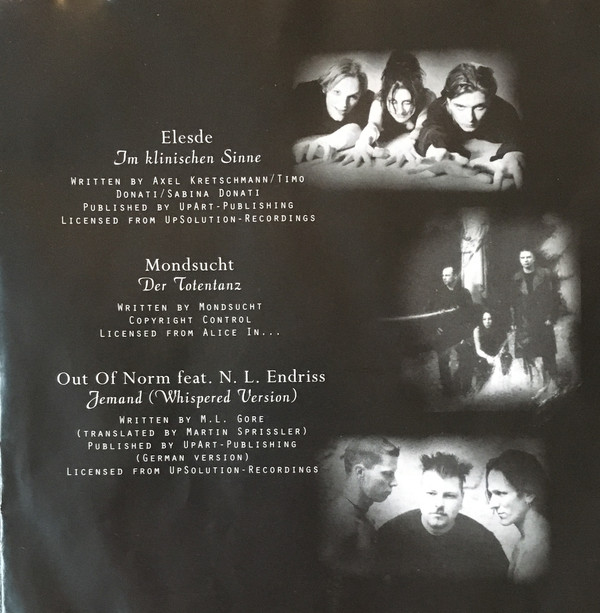 Elesde
Im klinischen Sinne
Written by Axel Kretschmann/Timo
Donati/Sabina Donati
Published by UpArt-Publishing
Licensed from UpSolution-Recordings
Mondsucht
Der Totentanz
Written by Mondsucht
Copyright Control
Licensed from Alice In...
Out Of Norm feat. N. L. Endriss
Jemand (Whispered Version)
Written by M.L. Gore
(translated by Martin Sprissler)
Published by UpArt-Publishing
(German version)
Licensed from UpSolution-Recordings